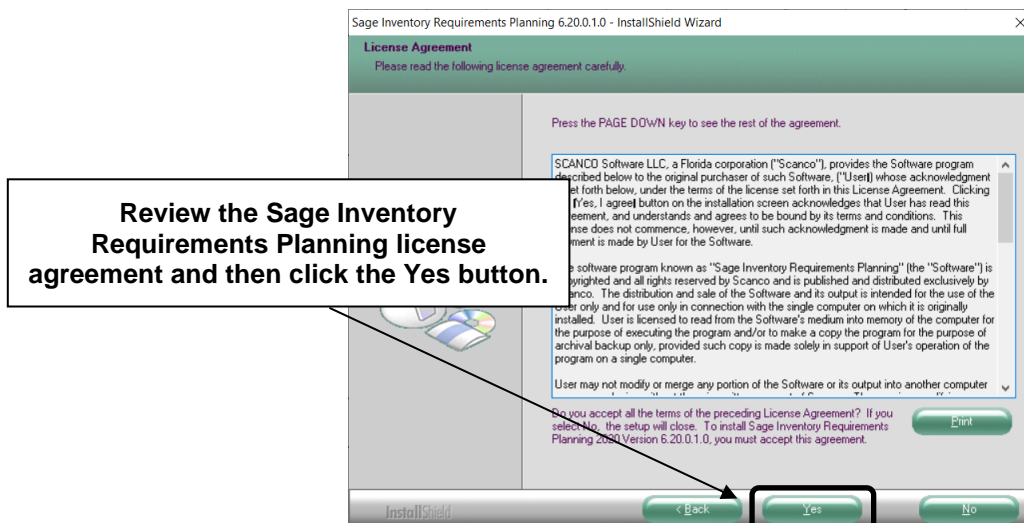 Sage Inventory Requirements Planning 6.20.0.1.0 - InstallShield Wizard
License Agreement
Please read the following license agreement carefully.
Press the PAGE DOWN key to see the rest of the agreement.
SCANCO Software LLC, a Florida corporation ("Scanco"), provides the Software program
described below to the original purchaser of such Software, ("User|) whose acknowledgment
et forth below, under the terms of the license set forth in this License Agreement. Clicking
|Yes, I agree| button on the installation screen acknowledges that User has read this
eement, and understands and agrees to be bound by its terms and conditions. This
nse does not commence, however, until such acknowledgment is made and until full
ment is made by User for the Software.
Review the Sage Inventory
Requirements Planning license
agreement and then click the Yes button.
e software program known as "Sage Inventory Requirements Planning" (the "Software") is
pyrighted and all rights reserved by Scanco and is published and distributed exclusively by
anco. The distribution and sale of the Software and its output is intended for the use of the
User only and for use only in connection with the single computer on which it is originally
installed. User is licensed to read from the Software's medium into memory of the computer for
the purpose of executing the program and/or to make a copy the program for the purpose of
archival backup only, provided such copy is made solely in support of User's operation of the
program on a single computer.
User may not modify or merge any portion of the Software or its output into another computer
Do you accept all the terms of the preceding License Agreement? If you
select No, the setup will close. To install Sage Inventory Requirements
Planning 2020 Version 6.20.0.1.0, you must accept this agreement.
Print
InstallShield
< Back
Yes
No